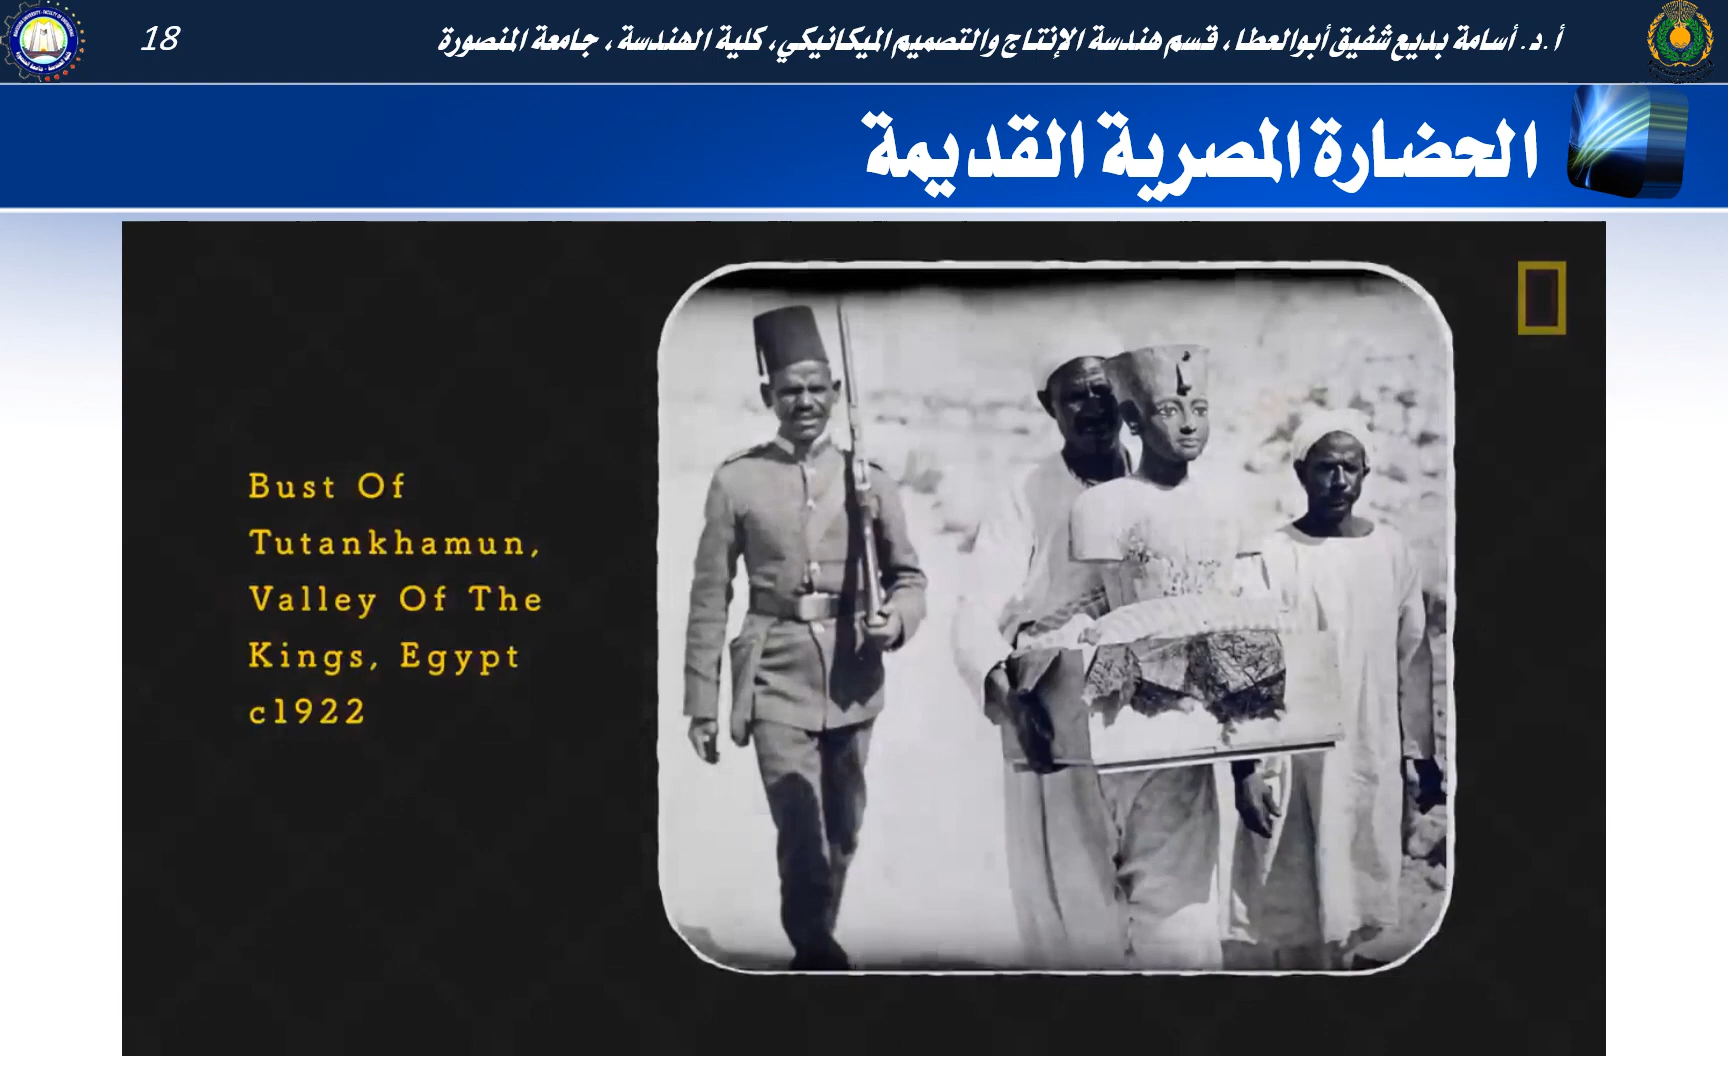 أ.د. أسامة بديع شفيق أبوالعطا ، قسم هندسة الإنتاج والتصميم الميكانيكي، كلية الهندسة ، جامعة المنصورة
18
الحضارة المصرية القديمة
Bust Of
Tutankhamun,
Valley Of The
Kings, Egypt
c1922